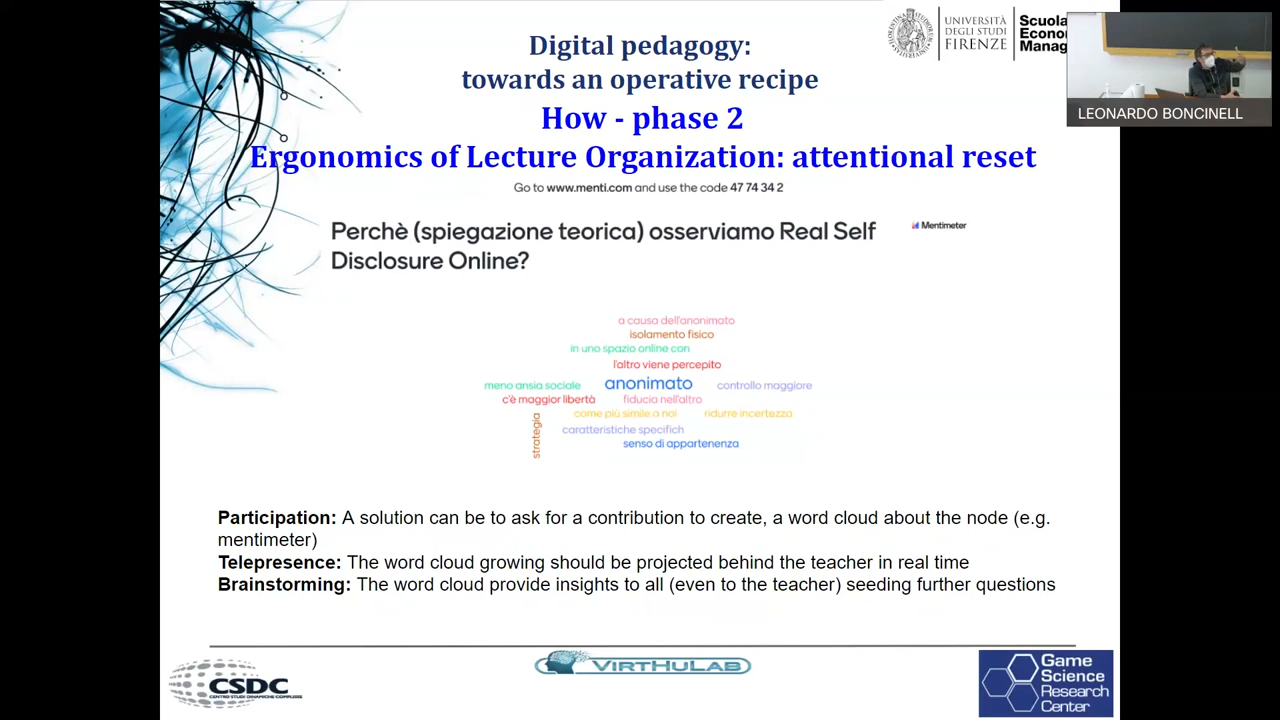 Digital pedagogy:
towards an operative recipe
How - phase 2
Ergonomics of Lecture Organization: attentional reset
UNIVERSITÀ
DEGLI STUDI
FIRENZE
Scuola
Econo
Manag
LEONARDO BONCINELL
Go to www.menti.com and use the code 47 74 34 2
Perchè (spiegazione teorica) osserviamo Real Self
Disclosure Online?
Mentimeter
a causa dell'anonimato
isolamento fisico
in uno spazio online con
l'altro viene percepito
meno ansia sociale
anonimato
controllo maggiore
c'è maggior libertà
fiducia nell'altro
come più simile a noi
ridurre incertezza
strategia
caratteristiche specifich
senso di appartenenza
Participation: A solution can be to ask for a contribution to create, a word cloud about the node (e.g.
mentimeter)
Telepresence: The word cloud growing should be projected behind the teacher in real time
Brainstorming: The word cloud provide insights to all (even to the teacher) seeding further questions
CSDC
CENTRO STUDI DINAMICHE COMPLESSE
VIRTHULAB
Game
Science
Research
Center